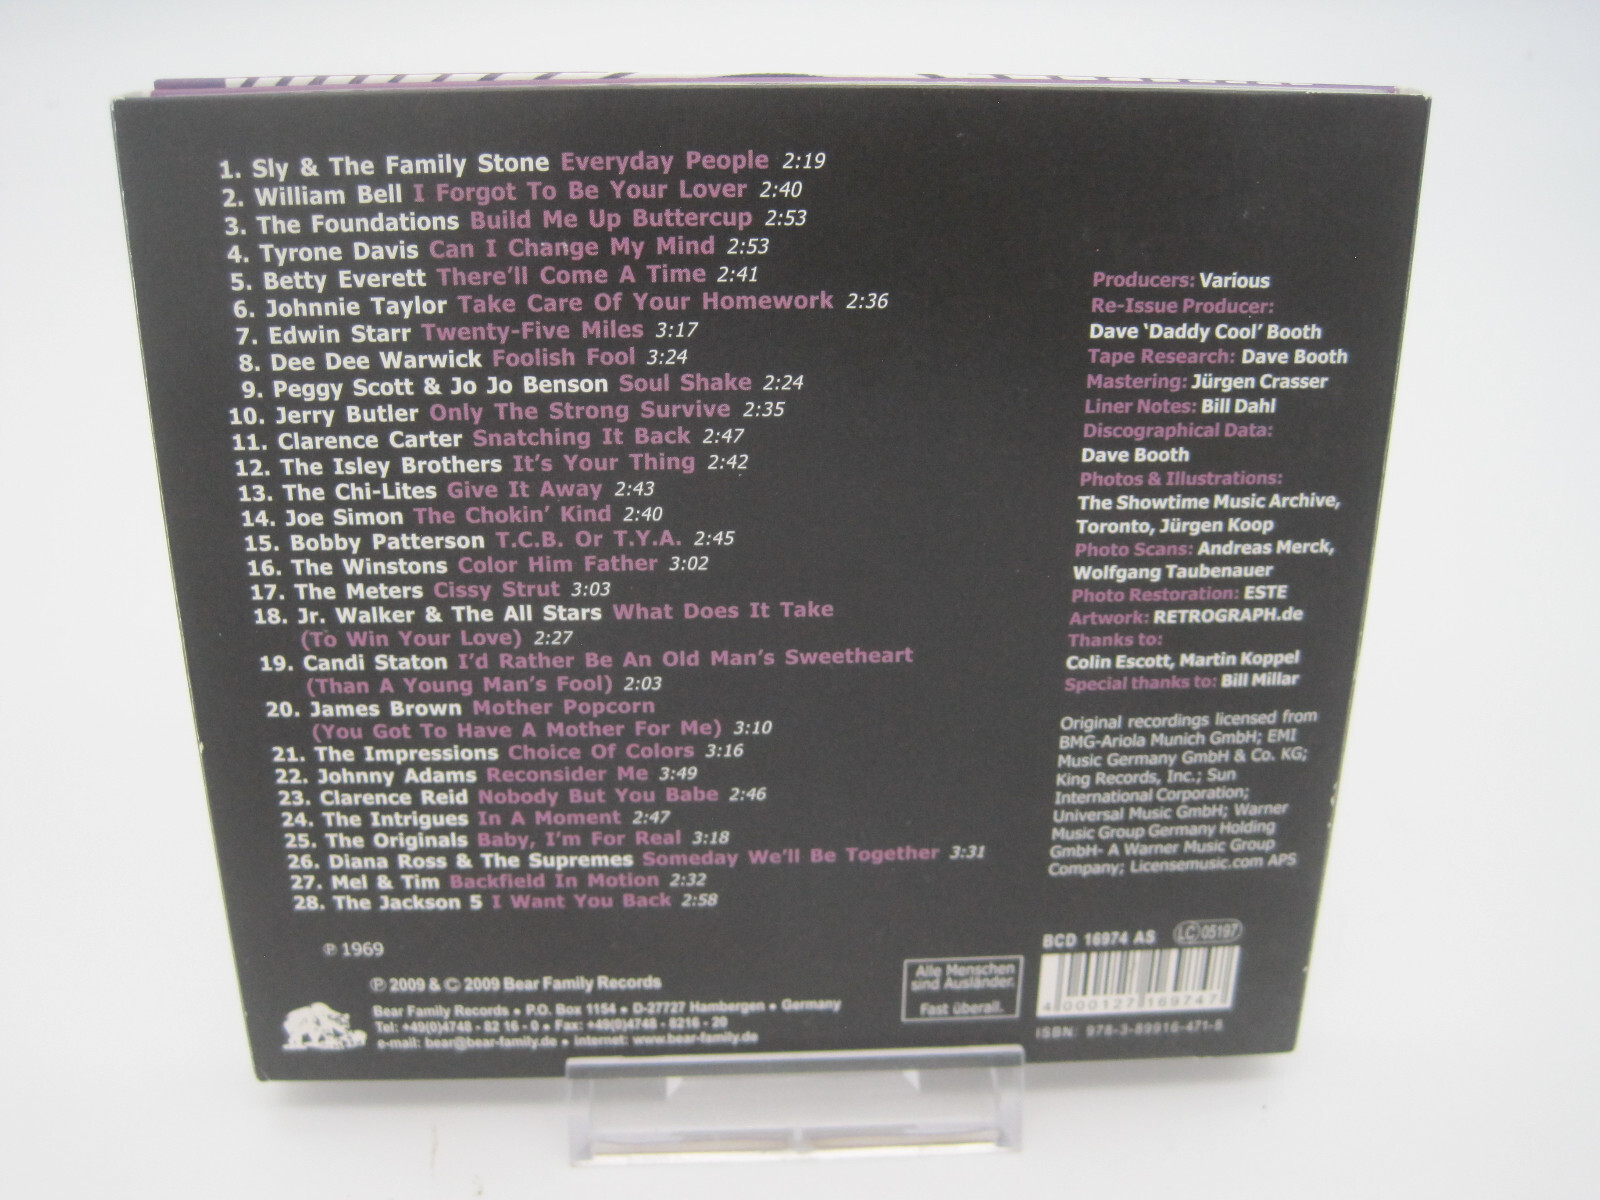 1. Sly & The Family Stone Everyday People 2:19
2. William Bell I Forgot To Be Your Lover 2:40
3. The Foundations Build Me Up Buttercup 2:53
4. Tyrone Davis Can I Change My Mind 2:53
5. Betty Everett There'll Come A Time 2:41
6. Johnnie Taylor Take Care Of Your Homework 2:36
7. Edwin Starr Twenty-Five Miles 3:17
8. Dee Dee Warwick Foolish Fool 3:24
9. Peggy Scott & Jo Jo Benson Soul Shake 2:24
10. Jerry Butler Only The Strong Survive 2:35
11. Clarence Carter Snatching It Back 2:47
12. The Isley Brothers It's Your Thing 2:42
13. The Chi-Lites Give It Away 2:43
14. Joe Simon The Chokin' Kind 2:40
15. Bobby Patterson T.C.B. Or T.Y.A. 2:45
16. The Winstons Color Him Father 3:02
17. The Meters Cissy Strut 3:03
18. Jr. Walker & The All Stars What Does It Take
(To Win Your Love) 2:27
19. Candi Staton I'd Rather Be An Old Man's Sweetheart
(Than A Young Man's Fool) 2:03
20. James Brown Mother Popcorn
(You Got To Have A Mother For Me) 3:10
21. The Impressions Choice Of Colors 3:16
22. Johnny Adams Reconsider Me 3:49
23. Clarence Reid Nobody But You Babe 2:46
24. The Intrigues In A Moment 2:47
25. The Originals Baby, I'm For Real 3:18
26. Diana Ross & The Supremes Someday We'll Be Together 3:31
27. Mel & Tim Backfield In Motion 2:32
28. The Jackson 5 I Want You Back 2:58
℗ 1969
℗ 2009 & © 2009 Bear Family Records
Bear Family Records • P.O. Box 1154 • D-27727 Hambergen • Germany
Tel: +49(0)4748 - 82 16 - 0 • Fax: +49(0)4748 - 8216 - 20
e-mail: bear@bear-family.de • internet: www.bear-family.de
Producers: Various
Re-Issue Producer:
Dave 'Daddy Cool' Booth
Tape Research: Dave Booth
Mastering: Jürgen Crasser
Liner Notes: Bill Dahl
Discographical Data:
Dave Booth
Photos & Illustrations:
The Showtime Music Archive,
Toronto, Jürgen Koop
Photo Scans: Andreas Merck,
Wolfgang Taubenauer
Photo Restoration: ESTE
Artwork: RETROGRAPH.de
Thanks to:
Colin Escott, Martin Koppel
Special thanks to: Bill Millar
Original recordings licensed from
BMG-Ariola Munich GmbH; EMI
Music Germany GmbH & Co. KG;
King Records, Inc.; Sun
International Corporation;
Universal Music GmbH; Warner
Music Group Germany Holding
GmbH- A Warner Music Group
Company; Licensemusic.com APS
Alle Menschen
sind Ausländer.
Fast überall.
BCD 16974 AS LC 05197
4 000127 169747
ISBN: 978-3-89916-471-8